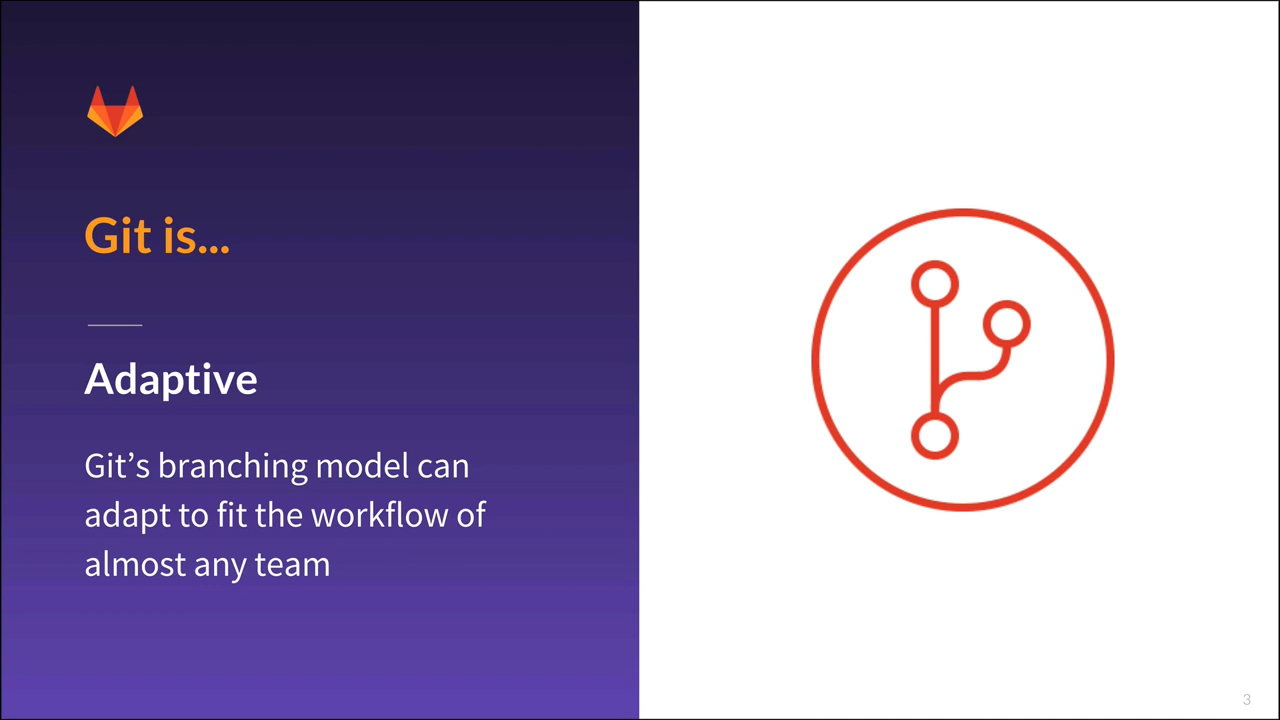 Git is...
Adaptive
Git’s branching model can
adapt to fit the workflow of
almost any team
3